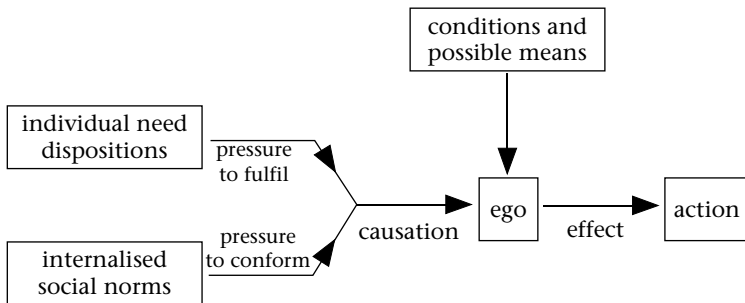 conditions and
possible means
individual need
dispositions
pressure
to fulfil
ego
action
causation
effect
pressure
to conform
internalised
social norms